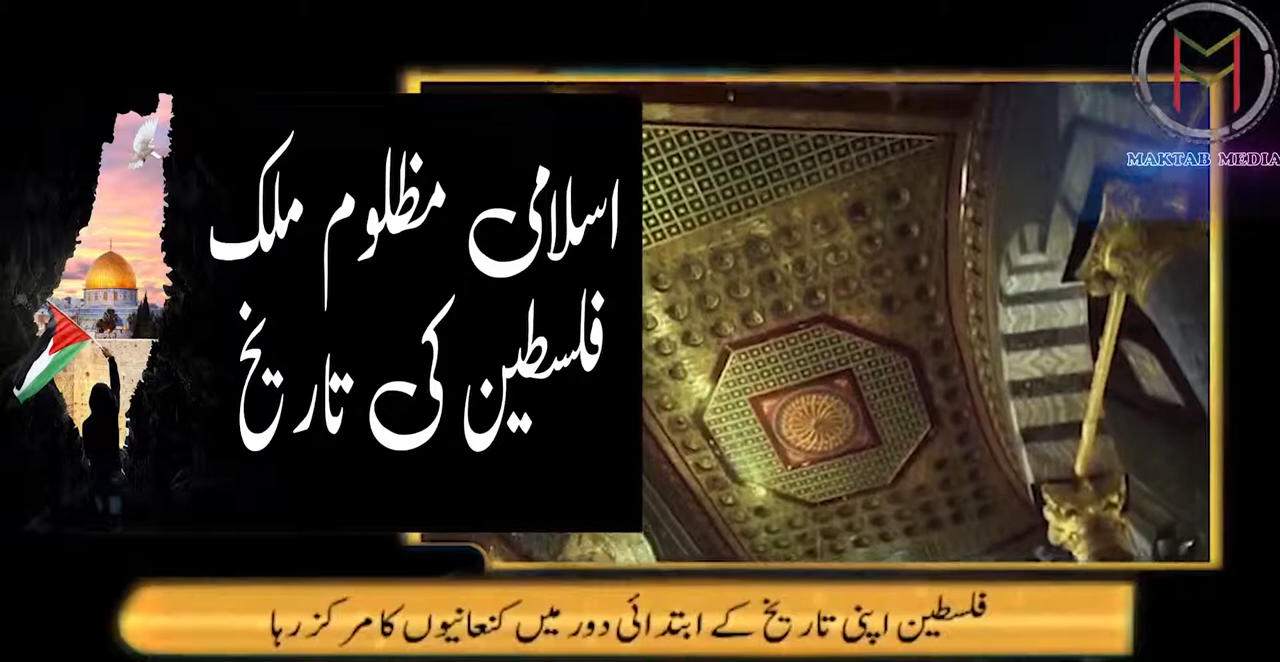 MAKTAB MEDIA
اسلامی مظلوم ملک
فلسطین کی تاریخ
فلسطین اپنی تاریخ کے ابتدائی دور میں کنعانیوں کا مرکز رہا